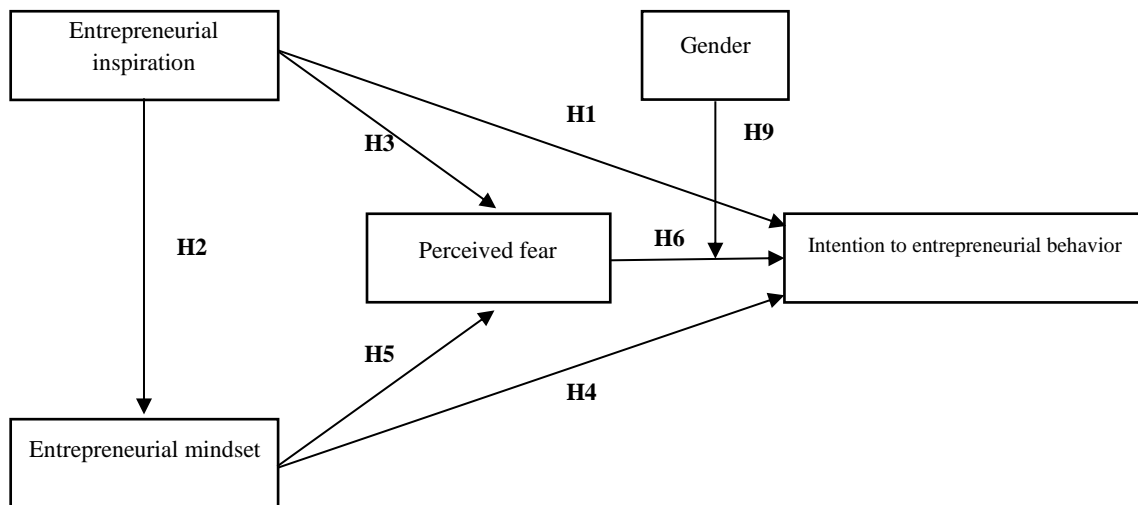 Entrepreneurial
inspiration
Gender
H1
H9
H3
H2
Perceived fear
H6
Intention to entrepreneurial behavior
H5
H4
Entrepreneurial mindset